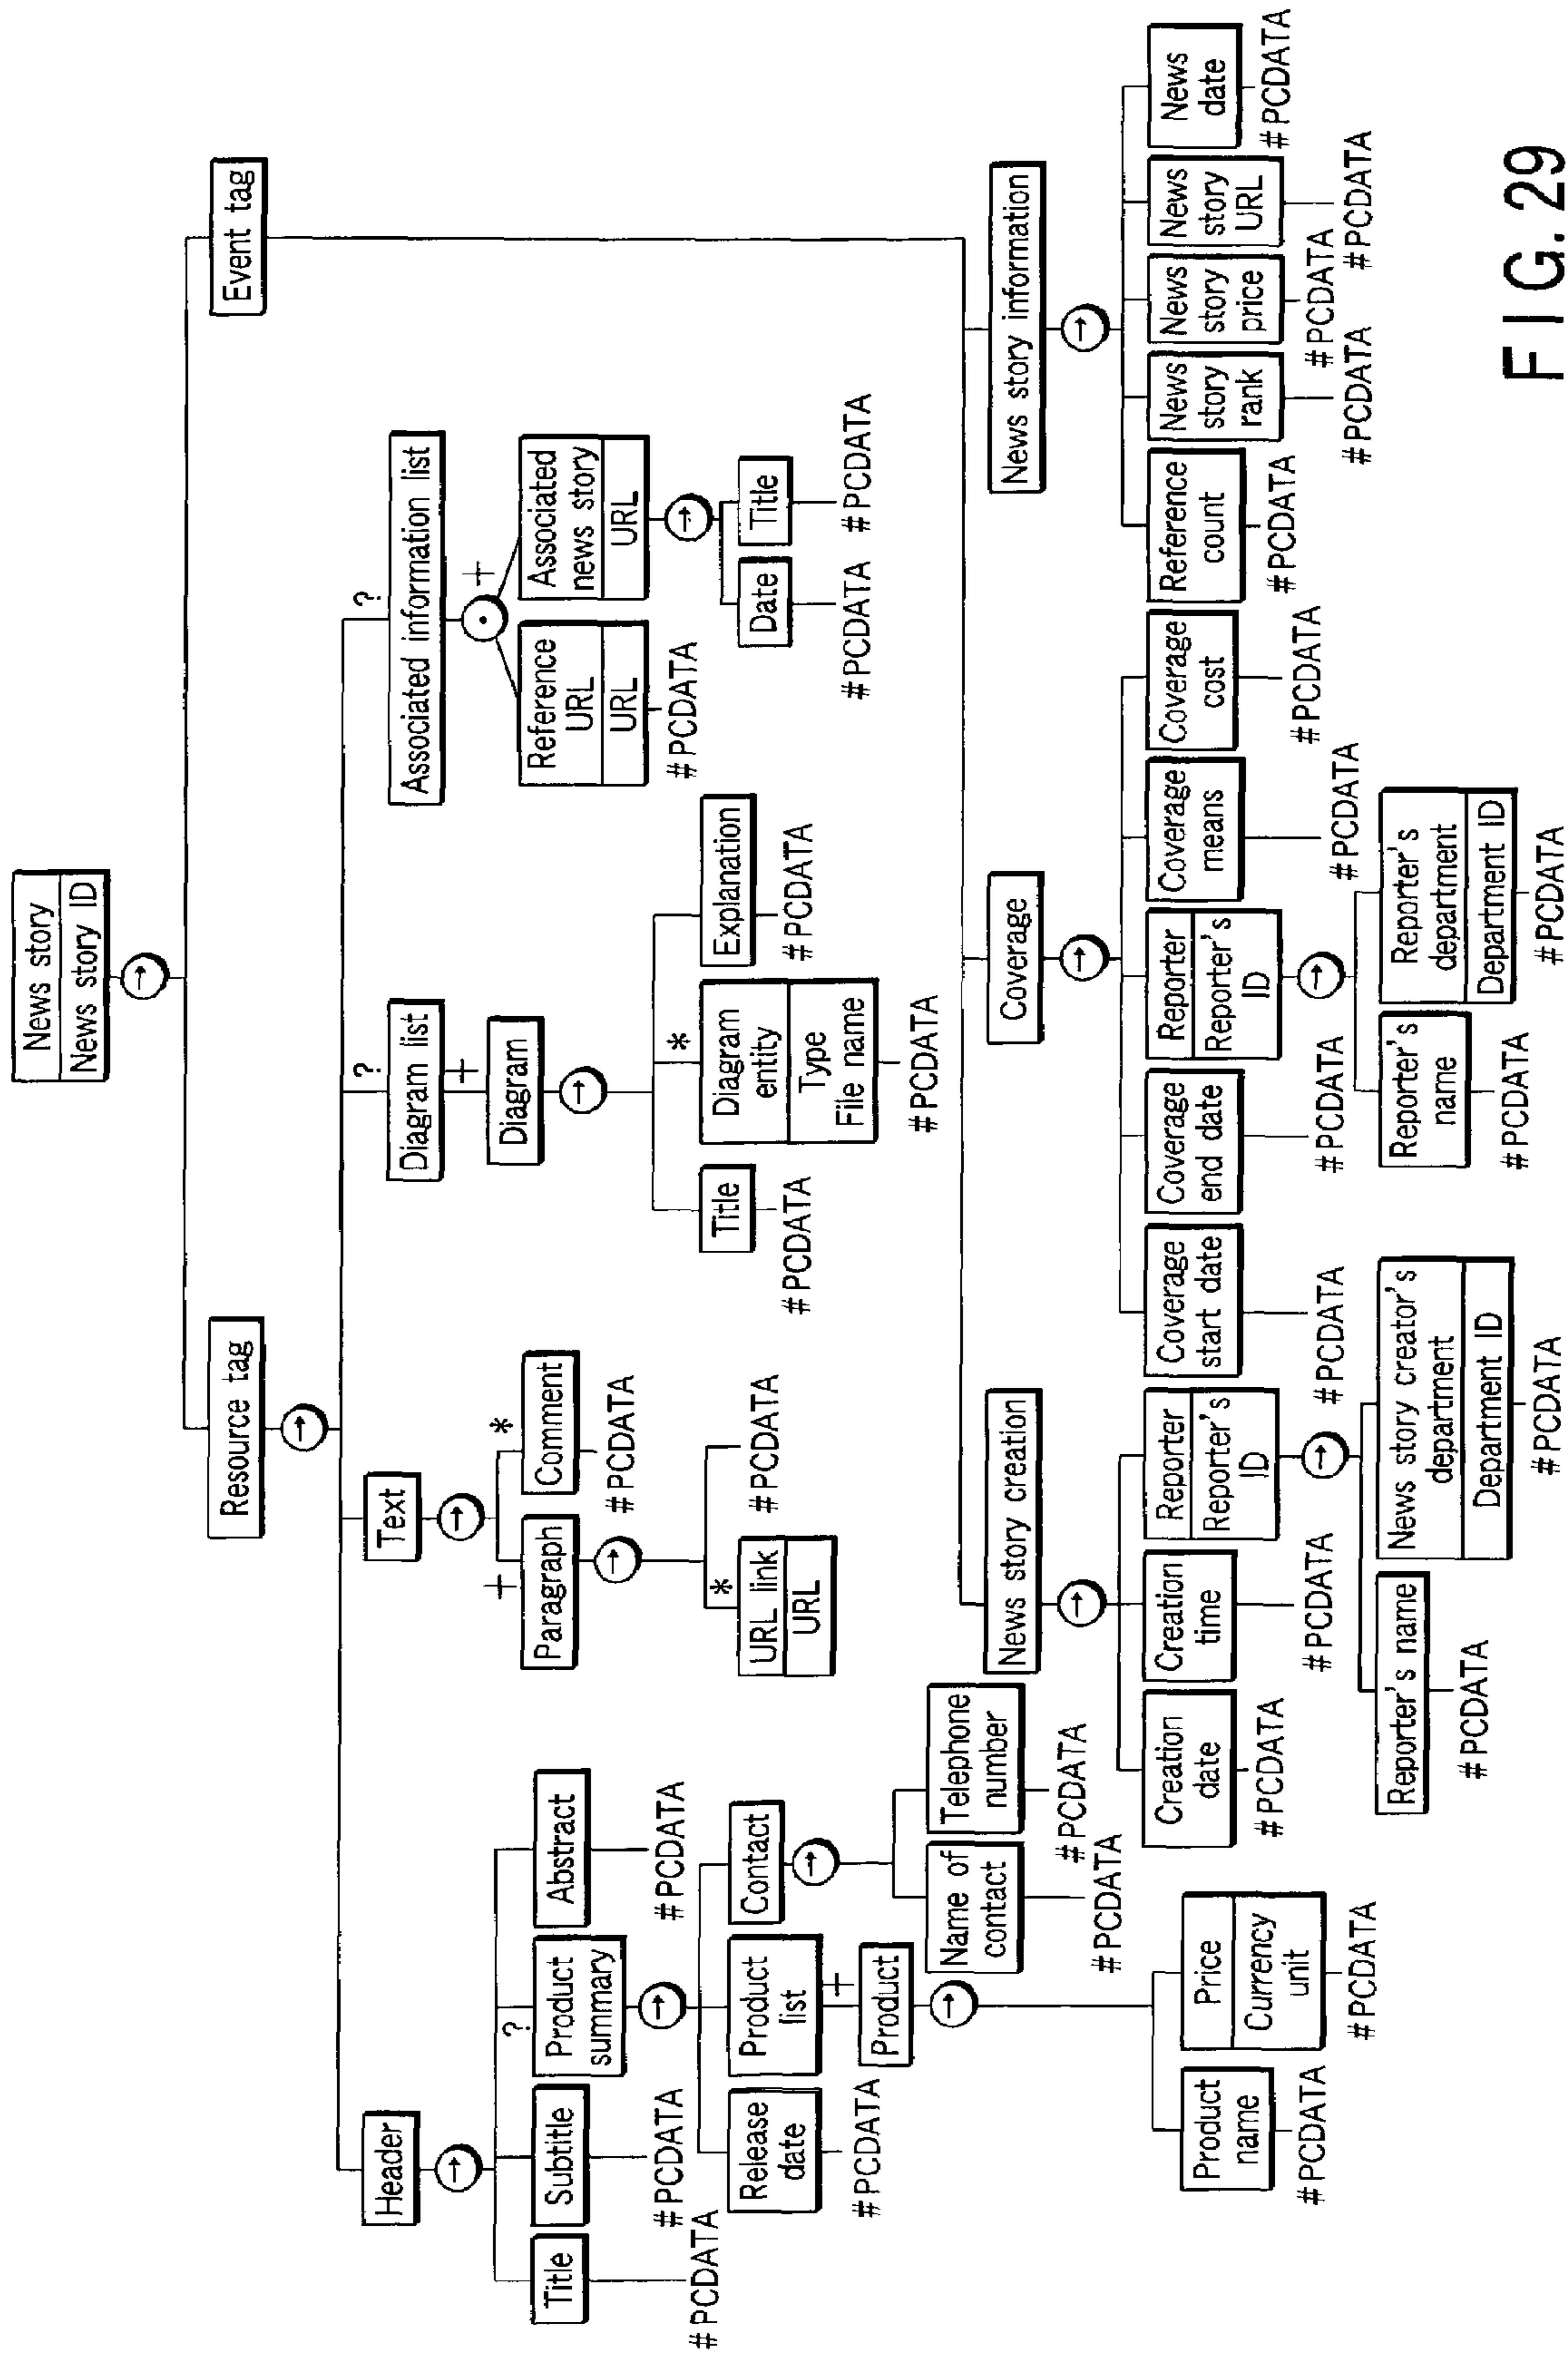 News story
News story ID
→
Resource tag
Event tag
→
Header
Text
?
Diagram list
?
Associated information list
→
Title
Subtitle
?
Product
summary
Abstract
#PCDATA
#PCDATA
#PCDATA
→
Release
date
Product
list
Contact
#PCDATA
+
Product
→
Name of
contact
Telephone
number
#PCDATA
#PCDATA
→
Product
name
Price
Currency
unit
#PCDATA
#PCDATA
→
+
Paragraph
*
Comment
#PCDATA
→
*
URL link
URL
#PCDATA
+
Diagram
→
Title
*
Diagram
entity
Type
File name
Explanation
#PCDATA
#PCDATA
#PCDATA
+
Reference
URL
URL
Associated
news story
URL
#PCDATA
→
Date
Title
#PCDATA
#PCDATA
News story creation
Coverage
News story information
→
Creation
date
Creation
time
Reporter
Reporter's
ID
#PCDATA
#PCDATA
→
Reporter's name
News story creator's
department
Department ID
#PCDATA
#PCDATA
→
Coverage
start date
Coverage
end date
Reporter
Reporter's
ID
Coverage
means
Coverage
cost
#PCDATA
#PCDATA
#PCDATA
#PCDATA
→
Reporter's
name
Reporter's
department
Department ID
#PCDATA
#PCDATA
→
Reference
count
News
story
rank
News
story
price
News
story
URL
News
date
#PCDATA
#PCDATA
#PCDATA
#PCDATA
#PCDATA
FIG. 29